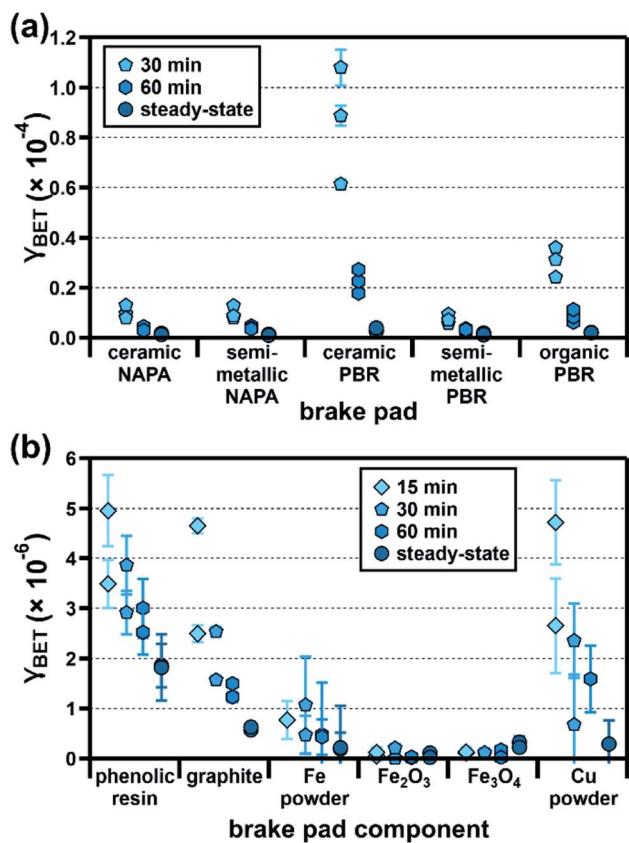 (a)
1.2
1.0
0.8
0.6
0.4
0.2
0.0
γBET (× 10⁻⁴)
30 min
60 min
steady-state
ceramic NAPA
semi-metallic NAPA
ceramic PBR
semi-metallic PBR
organic PBR
brake pad
(b)
6
5
4
3
2
1
0
γBET (× 10⁻⁶)
15 min
30 min
60 min
steady-state
phenolic resin
graphite
Fe powder
Fe₂O₃
Fe₃O₄
Cu powder
brake pad component